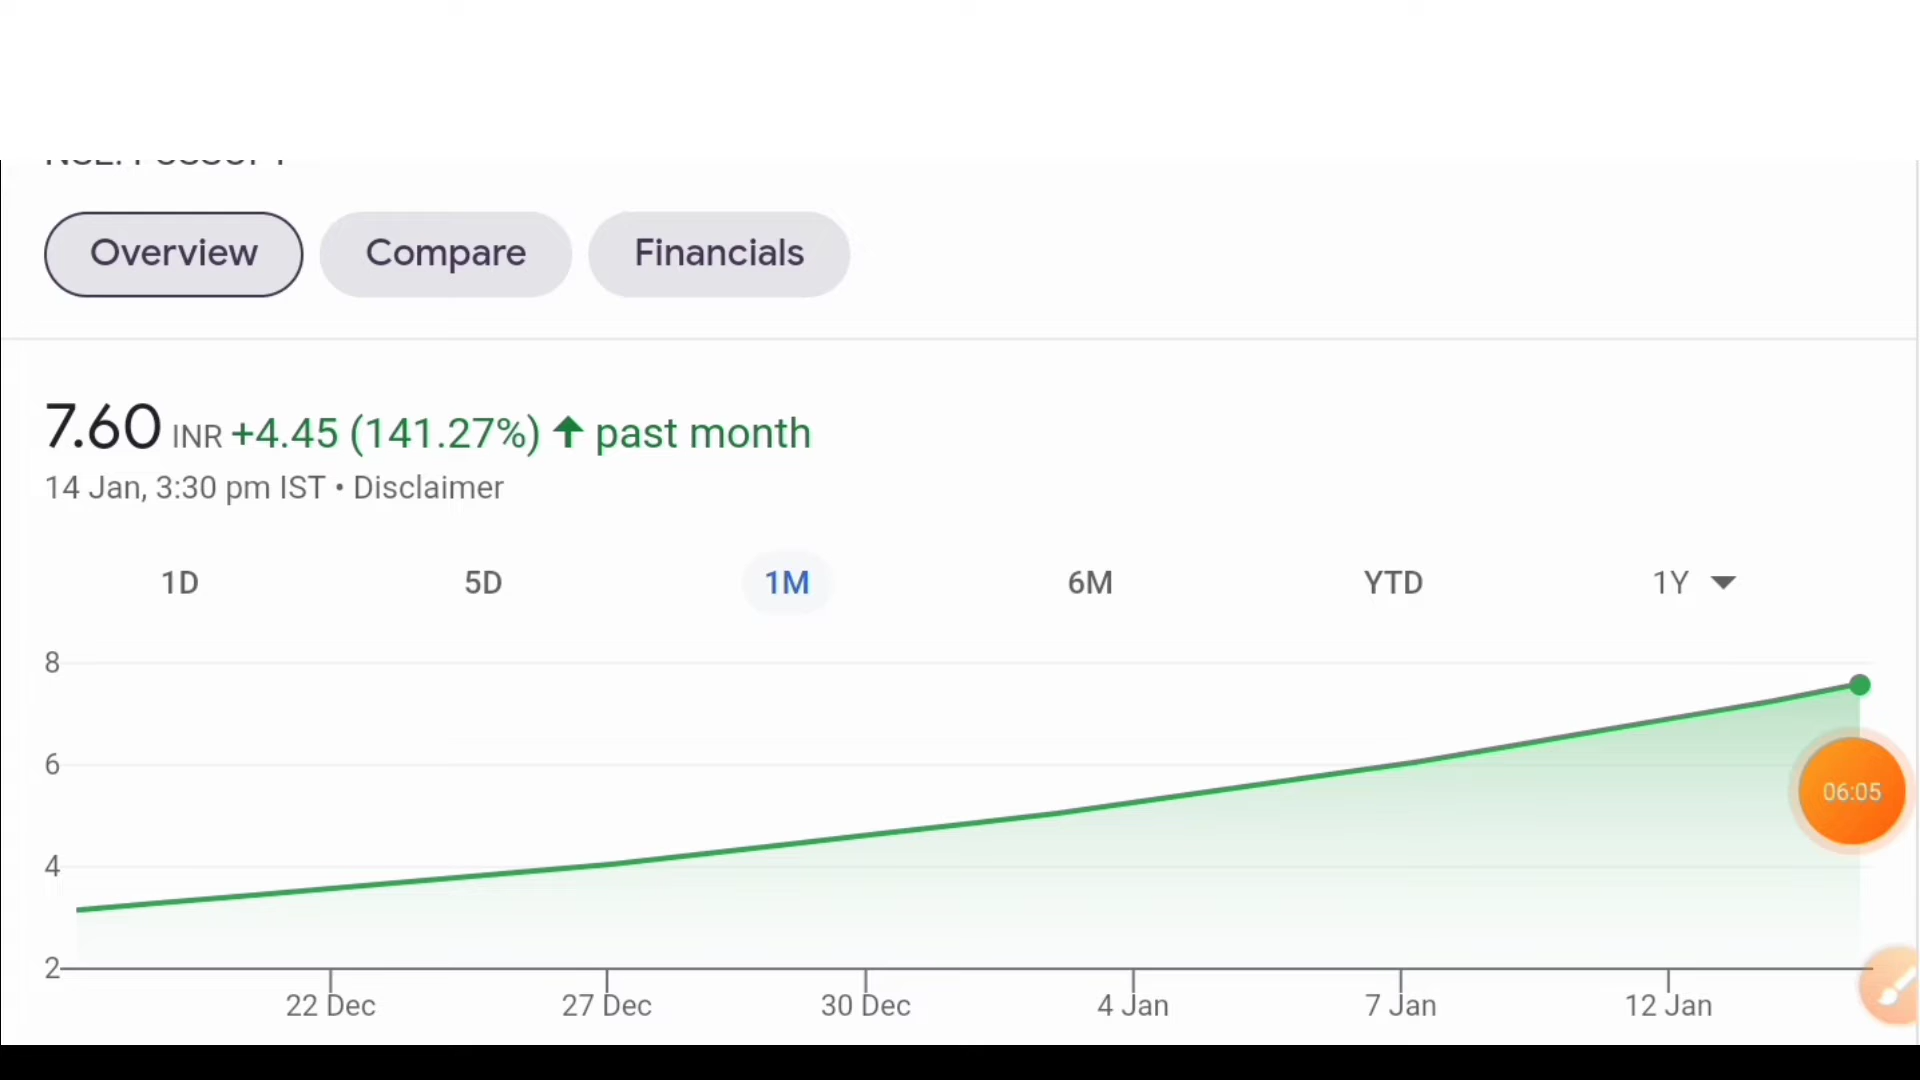 Overview Compare Financials
7.60 INR +4.45 (141.27%) ↑ past month
14 Jan, 3:30 pm IST • Disclaimer
1D 5D 1M 6M YTD 1Y
8
6
06:05
4
2
22 Dec 27 Dec 30 Dec 4 Jan 7 Jan 12 Jan